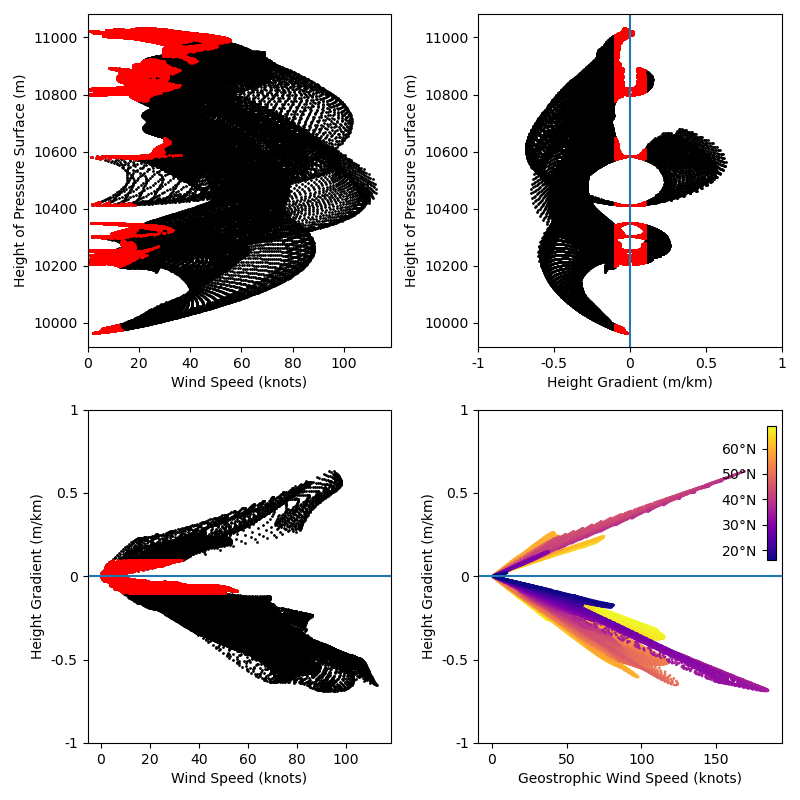 11000
10800
10600
10400
10200
10000
Height of Pressure Surface (m)
0 20 40 60 80 100
Wind Speed (knots)
11000
10800
10600
10400
10200
10000
Height of Pressure Surface (m)
-1 -0.5 0 0.5 1
Height Gradient (m/km)
1
0.5
0
-0.5
-1
Height Gradient (m/km)
0 20 40 60 80 100
Wind Speed (knots)
1
0.5
0
-0.5
-1
Height Gradient (m/km)
60°N
50°N
40°N
30°N
20°N
0 50 100 150
Geostrophic Wind Speed (knots)